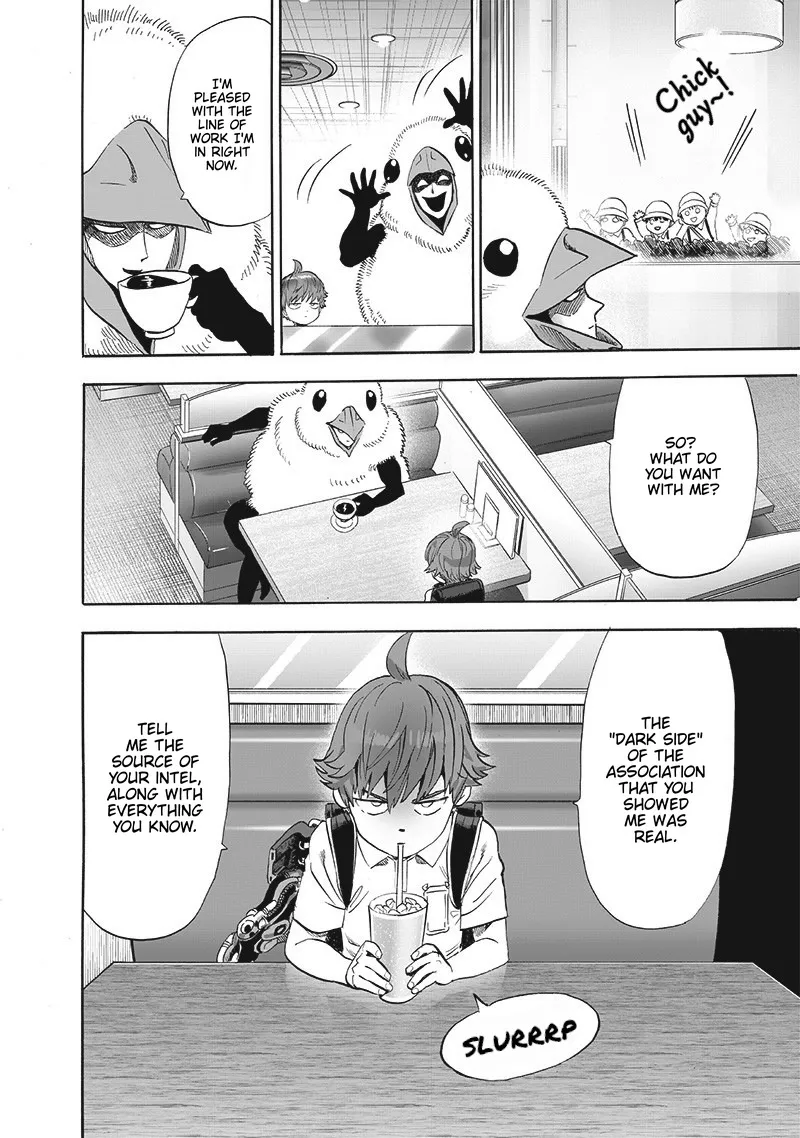 Chick
guy~!
I'M
PLEASED
WITH THE
LINE OF
WORK I'M
IN RIGHT
NOW.
SO?
WHAT DO
YOU WANT
WITH ME?
THE
"DARK SIDE"
OF THE
ASSOCIATION
THAT YOU
SHOWED
ME WAS
REAL.
TELL
ME THE
SOURCE OF
YOUR INTEL,
ALONG WITH
EVERYTHING
YOU KNOW.
SLURRRP